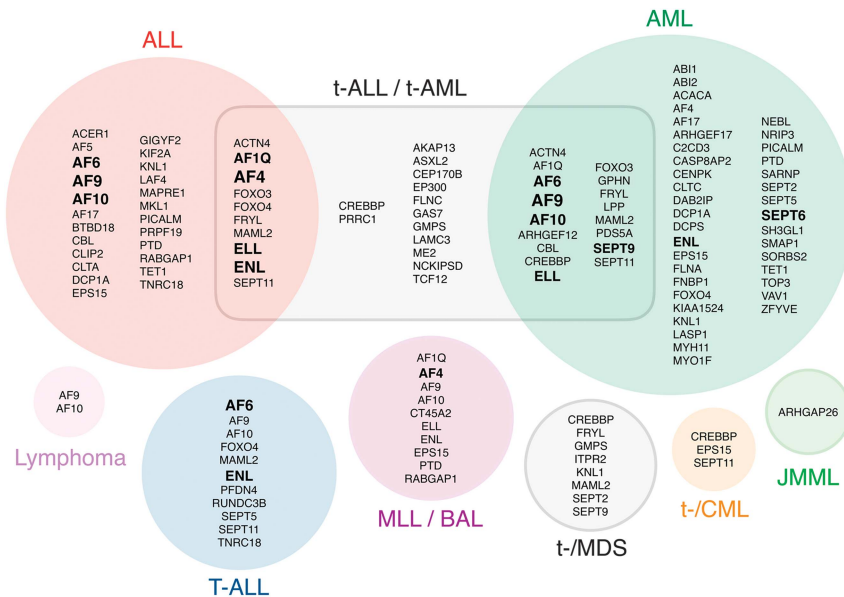 ALL
ACER1
AF5
AF6
AF9
AF10
AF17
BTBD18
CBL
CLIP2
CLTA
DCP1A
EPS15
GIGYF2
KIF2A
KNL1
LAF4
MAPRE1
MKL1
PICALM
PRPF19
PTD
RABGAP1
TET1
TNRC18
ACTN4
AF1Q
AF4
FOXO3
FOXO4
FRYL
MAML2
ELL
ENL
SEPT11
t-ALL / t-AML
CREBBP
PRRC1
AKAP13
ASXL2
CEP170B
EP300
FLNC
GAS7
GMPS
LAMC3
ME2
NCKIPSD
TCF12
AML
ACTN4
AF1Q
AF6
AF9
AF10
ARHGEF12
CBL
CREBBP
ELL
FOXO3
GPHN
FRYL
LPP
MAML2
PDS5A
SEPT9
SEPT11
ABI1
ABI2
ACACA
AF4
AF17
ARHGEF17
C2CD3
CASP8AP2
CENPK
CLTC
DAB2IP
DCP1A
DCPS
ENL
EPS15
FLNA
FNBP1
FOXO4
KIAA1524
KNL1
LASP1
MYH11
MYO1F
NEBL
NRIP3
PICALM
PTD
SARNP
SEPT2
SEPT5
SEPT6
SH3GL1
SMAP1
SORBS2
TET1
TOP3
VAV1
ZFYVE
AF9
AF10
Lymphoma
AF6
AF9
AF10
FOXO4
MAML2
ENL
PFDN4
RUNDC3B
SEPT5
SEPT11
TNRC18
T-ALL
AF1Q
AF4
AF9
AF10
CT45A2
ELL
ENL
EPS15
PTD
RABGAP1
MLL / BAL
CREBBP
FRYL
GMPS
ITPR2
KNL1
MAML2
SEPT2
SEPT9
t-/MDS
CREBBP
EPS15
SEPT11
t-/CML
ARHGAP26
JMML